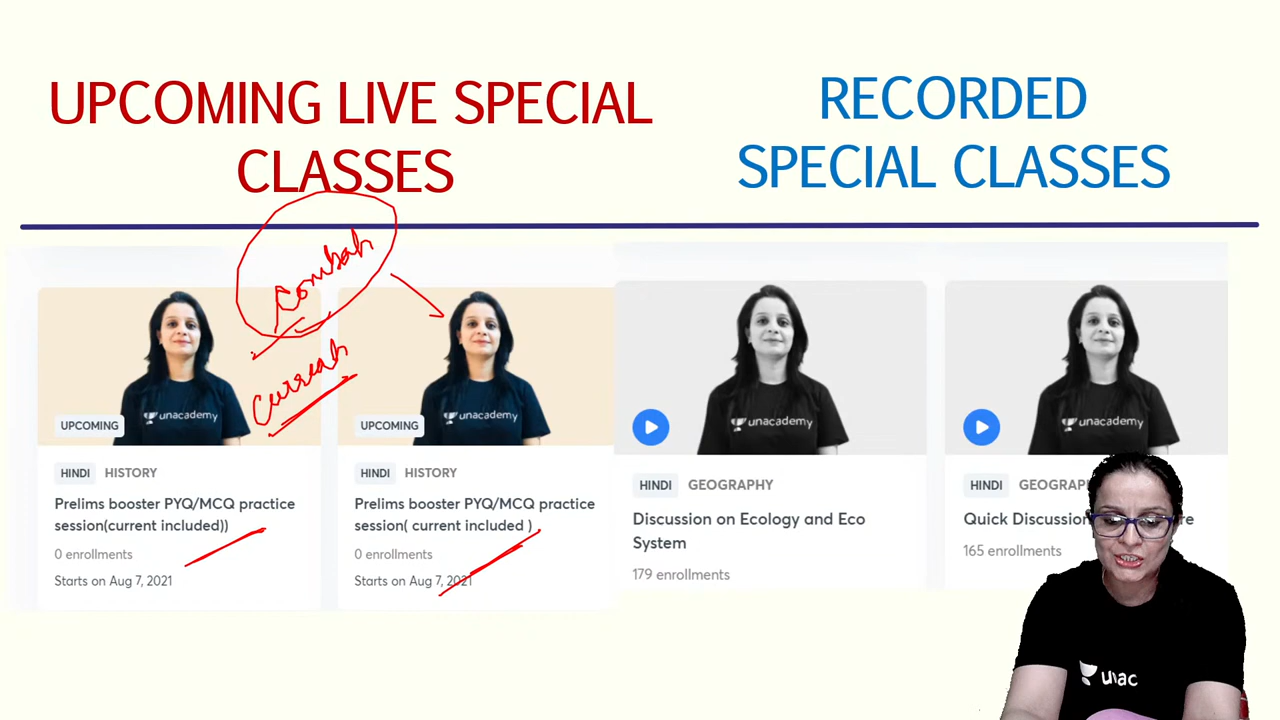 UPCOMING LIVE SPECIAL
CLASSES
RECORDED
SPECIAL CLASSES
Combat
Current
unacademy
UPCOMING
HINDI HISTORY
Prelims booster PYQ/MCQ practice
session(current included))
0 enrollments
Starts on Aug 7, 2021
unacademy
UPCOMING
HINDI HISTORY
Prelims booster PYQ/MCQ practice
session( current included )
0 enrollments
Starts on Aug 7, 2021
unacademy
HINDI GEOGRAPHY
Discussion on Ecology and Eco
System
179 enrollments
unacademy
HINDI
Quick
165 enrollments